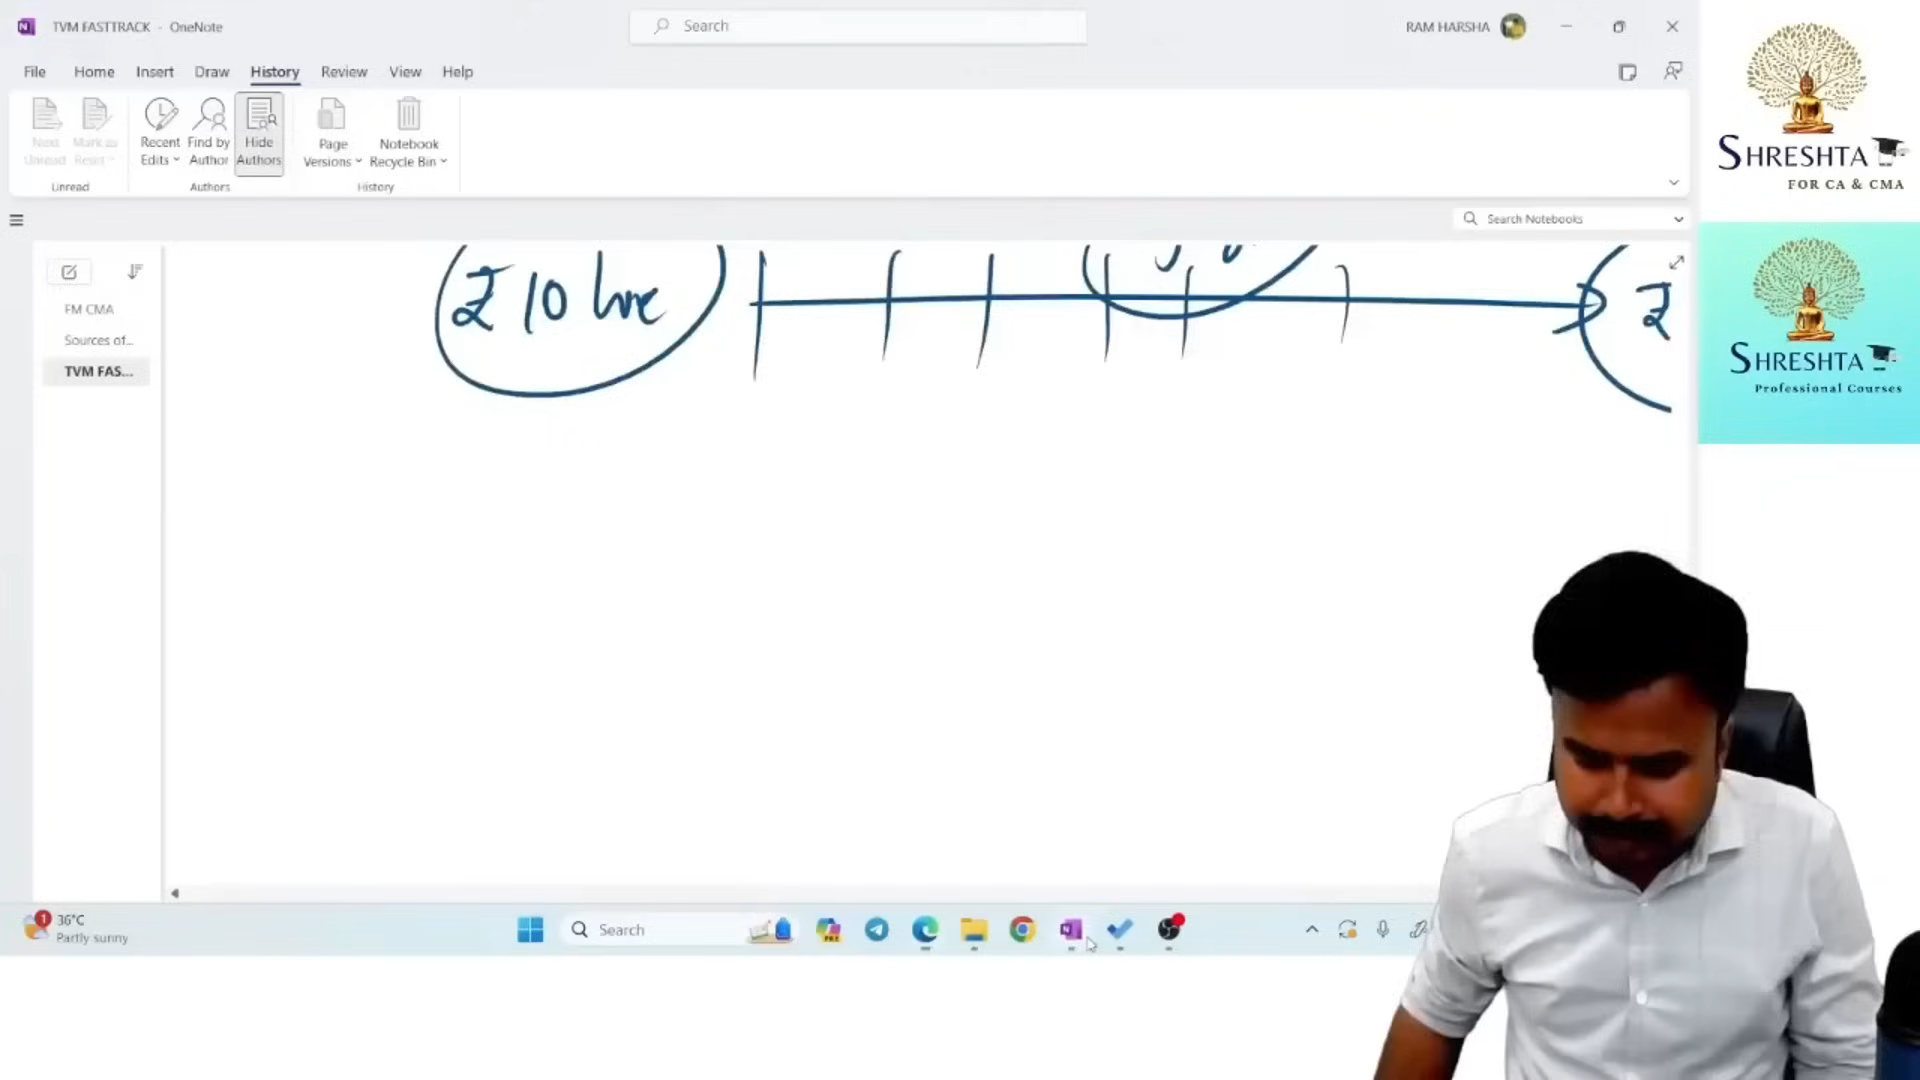 TVM FASTTRACK - OneNote
Search
RAM HARSHA
File Home Insert Draw History Review View Help
Next Unread
Mark as Read
Recent Edits
Find by Author
Hide Authors
Page Versions
Notebook Recycle Bin
Unread
Authors
History
Search Notebooks
FM CMA
Sources of...
TVM FAS...
₹ 10 
₹
SHRESHTA
FOR CA & CMA
SHRESHTA
Professional Courses
1
36°C
Partly sunny
Search
PRE